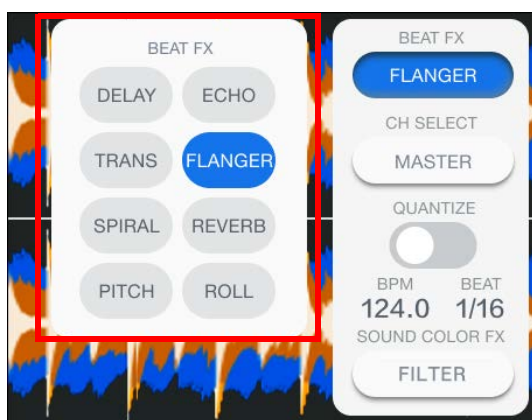 BEAT FX
DELAY ECHO
TRANS FLANGER
SPIRAL REVERB
PITCH ROLL
BEAT FX
FLANGER
CH SELECT
MASTER
QUANTIZE
BPM BEAT
124.0 1/16
SOUND COLOR FX
FILTER